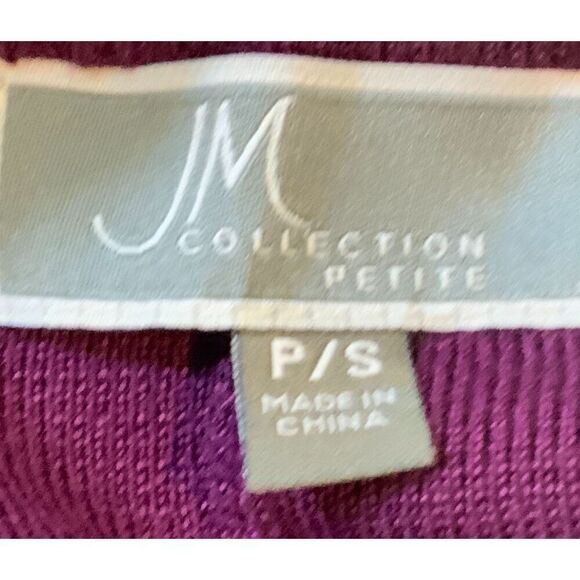 JM
COLLECTION
PETITE
P/S
MADE IN
CHINA